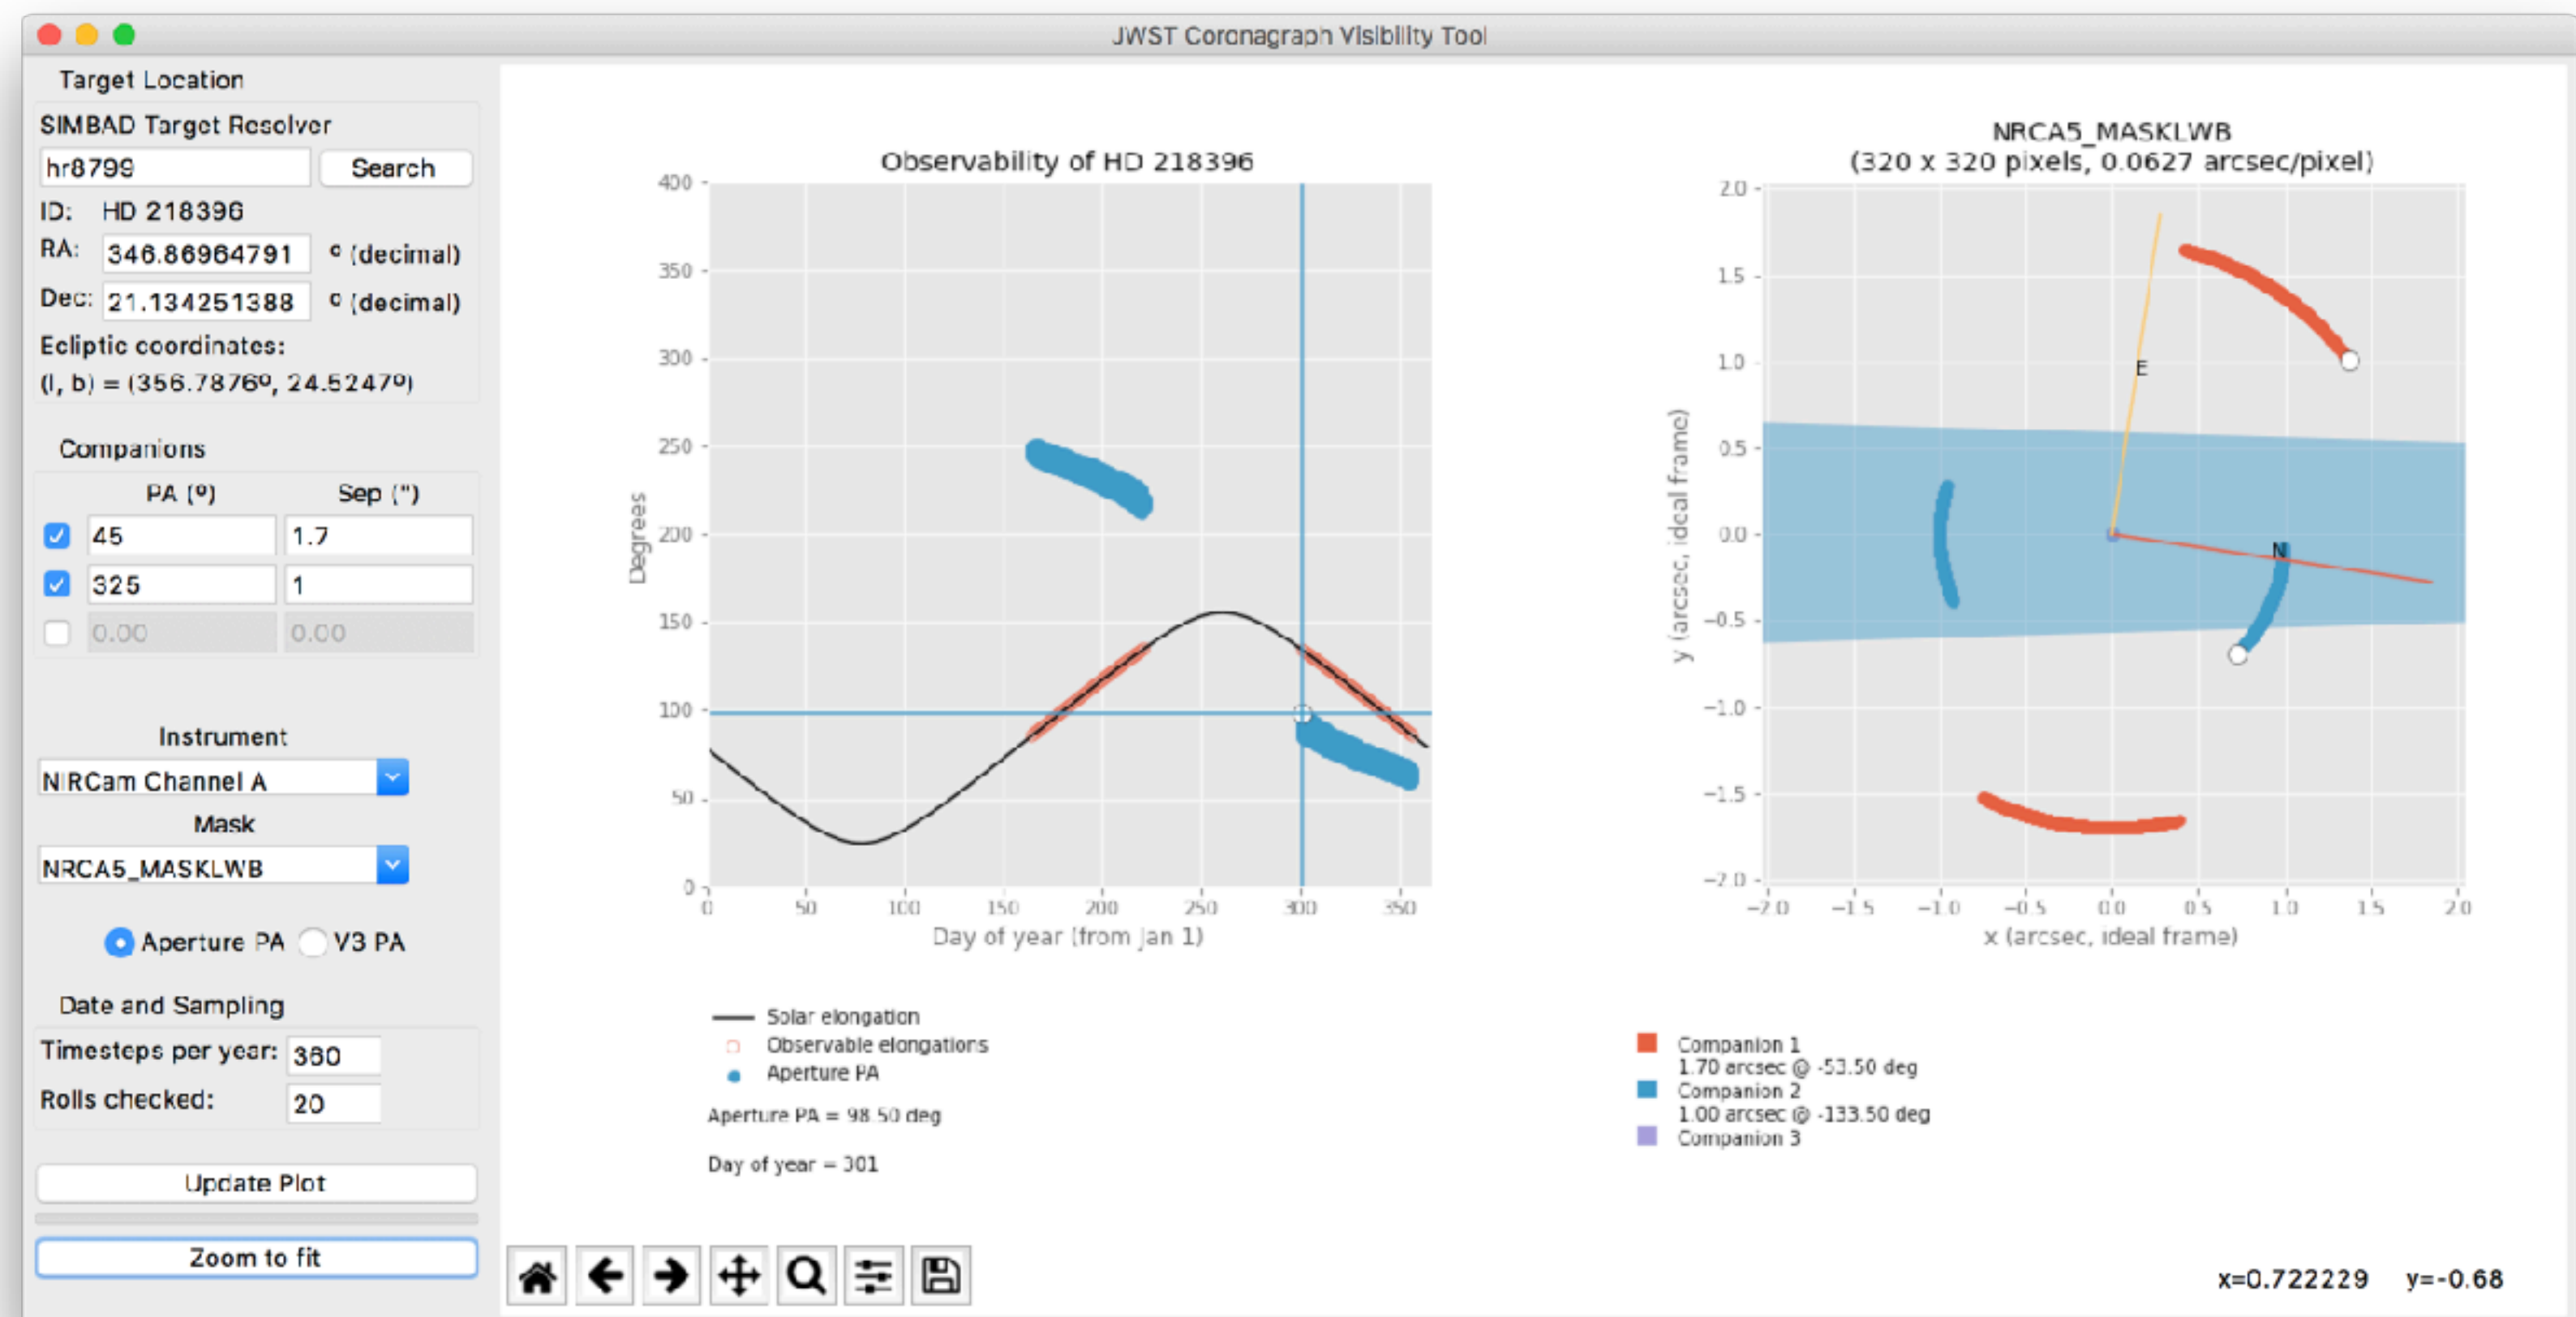 JWST Coronagraph Visibility Tool
Target Location
SIMBAD Target Resolver
hr8799 Search
ID: HD 218396
RA: 346.86964791 º (decimal)
Dec: 21.134251388 º (decimal)
Ecliptic coordinates:
(l, b) = (356.7876º, 24.5247º)
Companions
PA (º) Sep (")
45 1.7
325 1
0.00 0.00
Instrument
NIRCam Channel A
Mask
NRCA5_MASKLWB
Aperture PA V3 PA
Date and Sampling
Timesteps per year: 360
Rolls checked: 20
Update Plot
Zoom to fit
Observability of HD 218396
400
350
300
250
200
150
100
50
0
Degrees
0 50 100 150 200 250 300 350
Day of year (from Jan 1)
Solar elongation
Observable elongations
Aperture PA
Aperture PA = 98.50 deg
Day of year = 301
NRCA5_MASKLWB
(320 x 320 pixels, 0.0627 arcsec/pixel)
2.0
1.5
1.0
0.5
0.0
−0.5
−1.0
−1.5
−2.0
y (arcsec, ideal frame)
E
N
−2.0 −1.5 −1.0 −0.5 0.0 0.5 1.0 1.5 2.0
x (arcsec, ideal frame)
Companion 1
1.70 arcsec @ -53.50 deg
Companion 2
1.00 arcsec @ -133.50 deg
Companion 3
x=0.722229 y=-0.68